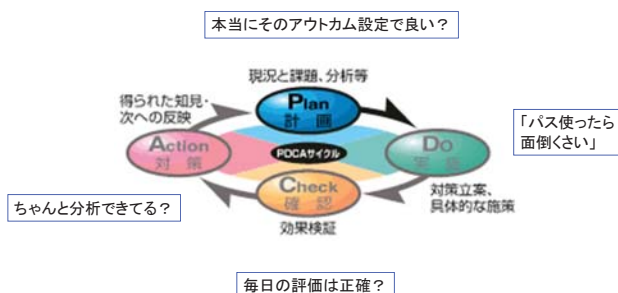 本当にそのアウトカム設定で良い？
現況と課題、分析等
得られた知見・
次への反映
Plan
計 画
「パス使ったら
面倒くさい」
Action
対 策
PDCAサイクル
Do
実 施
Check
確 認
対策立案、
具体的な施策
ちゃんと分析できてる？
効果検証
毎日の評価は正確？